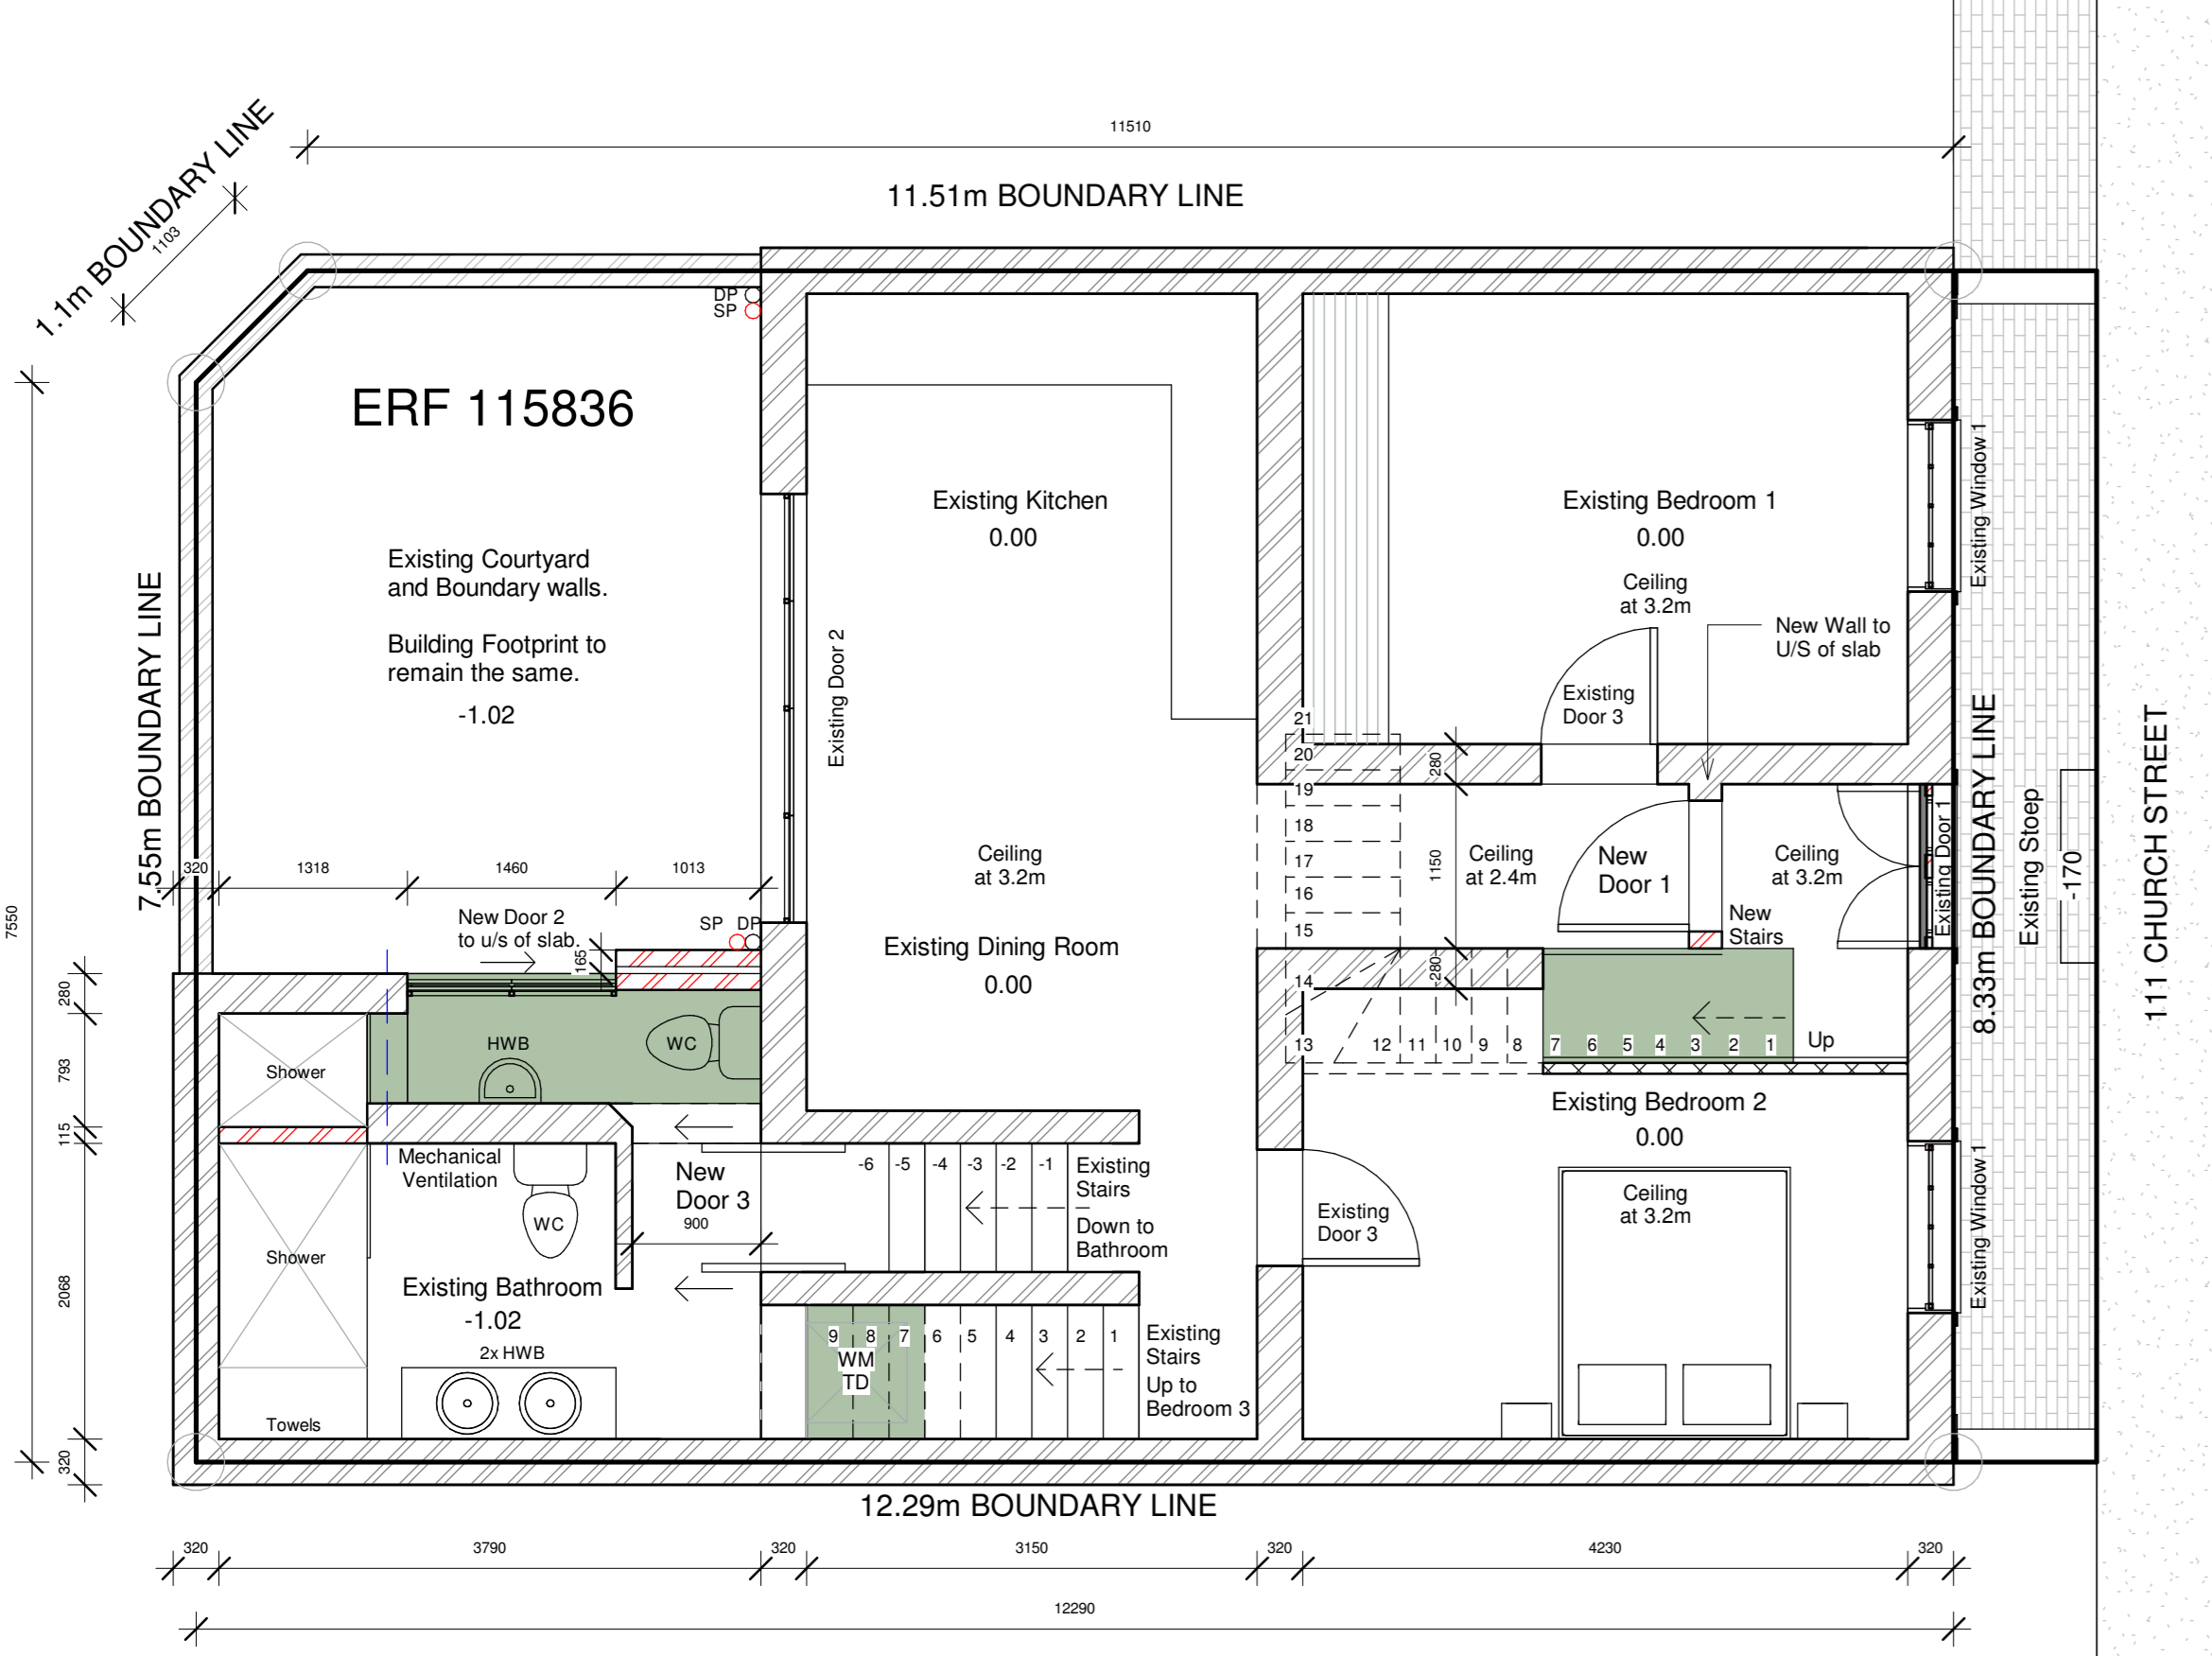 11510
11.51m BOUNDARY LINE
1.1m BOUNDARY LINE
1103
DP
SP
ERF 115836
Existing Courtyard
and Boundary walls.
Building Footprint to
remain the same.
-1.02
7.55m BOUNDARY LINE
7550
Existing Kitchen
0.00
Existing Door 2
Ceiling
at 3.2m
Existing Dining Room
0.00
Existing Bedroom 1
0.00
Ceiling
at 3.2m
New Wall to
U/S of slab
Existing
Door 3
Existing Window 1
21
20
19
18
17
16
15
14
13
12
11
10
9
8
7
6
5
4
3
2
1
Up
280
1150
280
Ceiling
at 2.4m
New
Door 1
Ceiling
at 3.2m
New
Stairs
Existing Door 1
8.33m BOUNDARY LINE
Existing Stoep
-170
111 CHURCH STREET
320
1318
1460
1013
New Door 2
to u/s of slab.
165
SP
DP
280
793
115
2068
320
Shower
HWB
WC
Mechanical
Ventilation
WC
Shower
Existing Bathroom
-1.02
2x HWB
Towels
New
Door 3
900
-6
-5
-4
-3
-2
-1
Existing
Stairs
Down to
Bathroom
9
8
7
6
5
4
3
2
1
WM
TD
Existing
Stairs
Up to
Bedroom 3
Existing Bedroom 2
0.00
Ceiling
at 3.2m
Existing
Door 3
Existing Window 1
12.29m BOUNDARY LINE
320
3790
320
3150
320
4230
320
12290